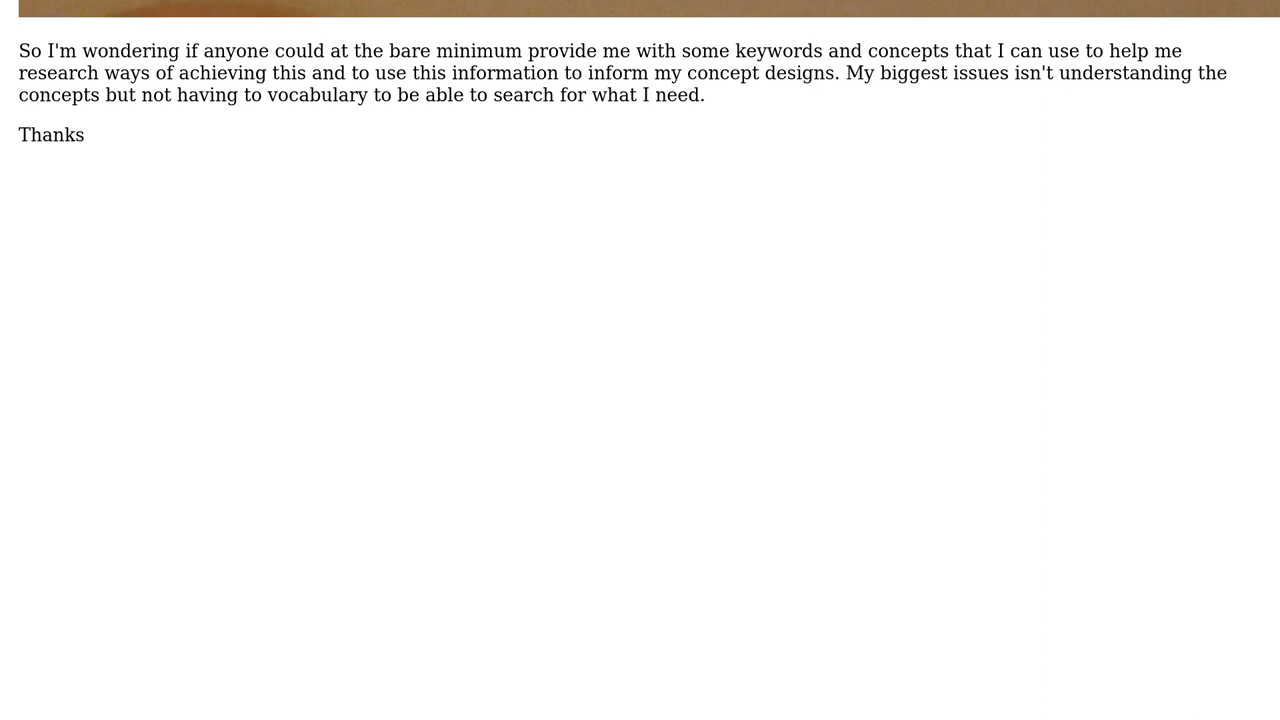 So I'm wondering if anyone could at the bare minimum provide me with some keywords and concepts that I can use to help me
research ways of achieving this and to use this information to inform my concept designs. My biggest issues isn't understanding the
concepts but not having to vocabulary to be able to search for what I need.
Thanks